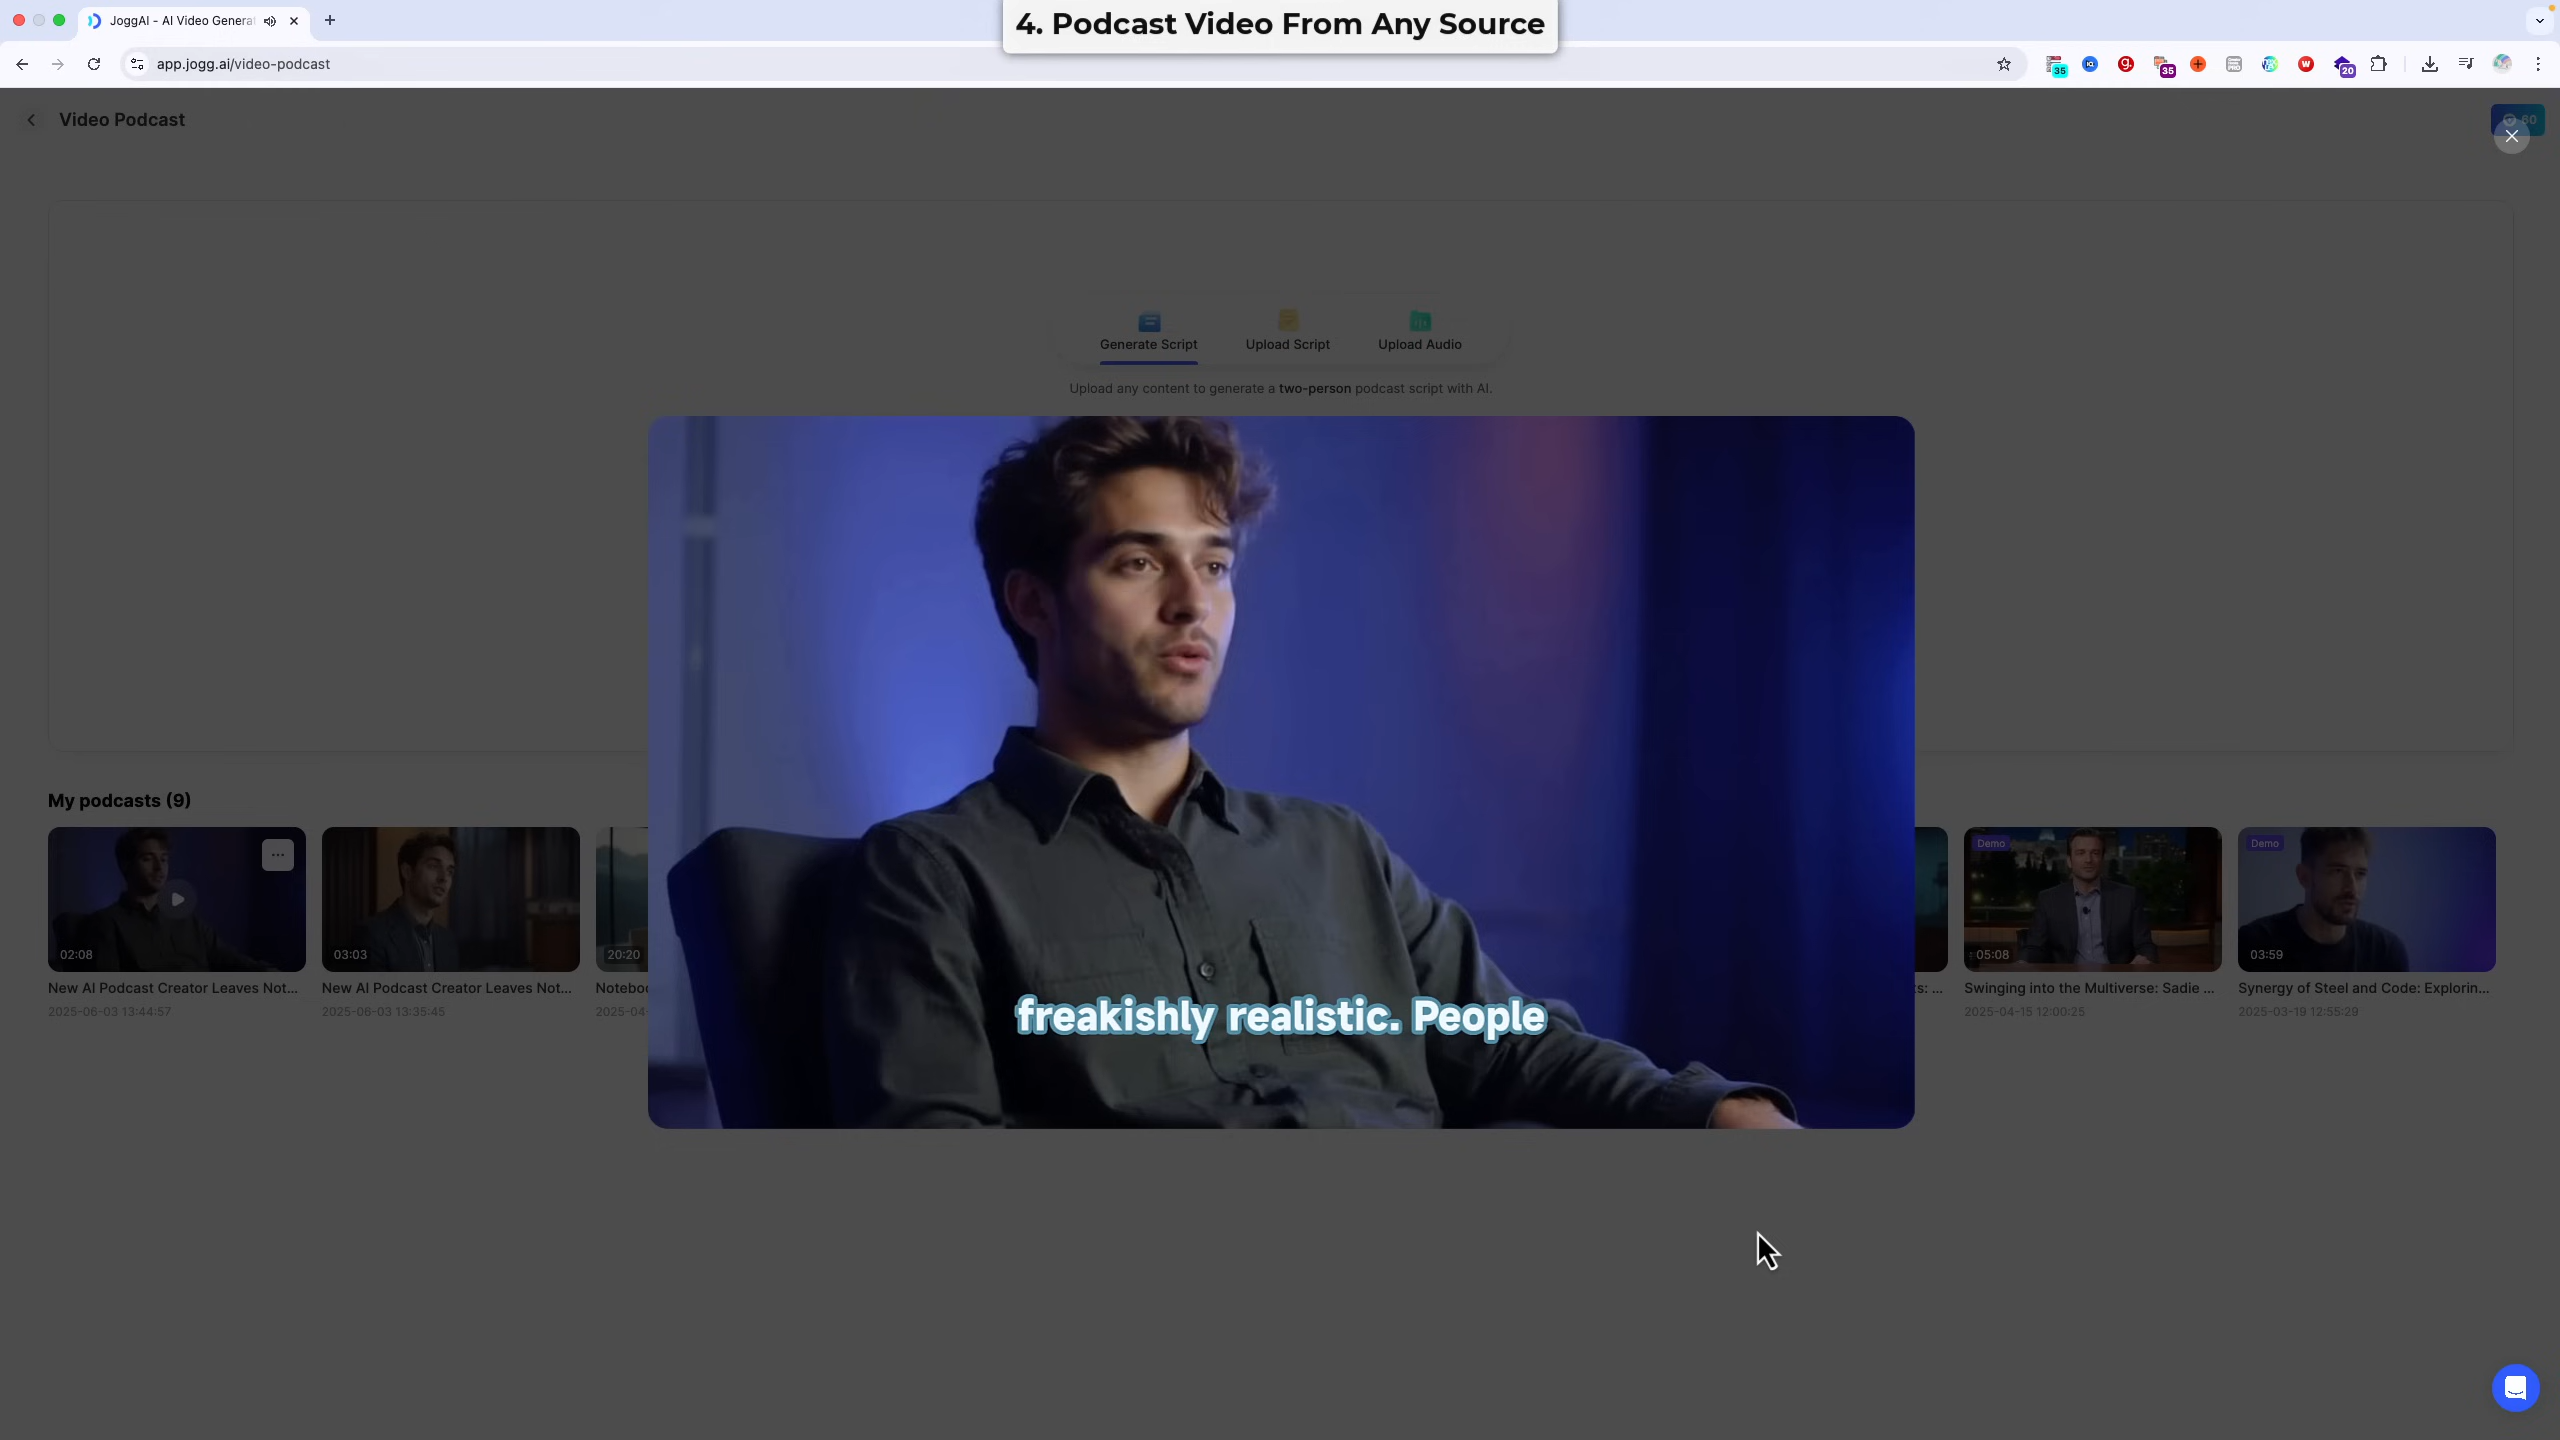 JoggAI - AI Video Genera
4. Podcast Video From Any Source
app.jogg.ai/video-podcast
35
35
20
Video Podcast
60
Generate Script
Upload Script
Upload Audio
Upload any content to generate a two-person podcast script with AI.
freakishly realistic. People
My podcasts (9)
02:08
03:03
20:20
Demo
05:08
Demo
03:59
New AI Podcast Creator Leaves Not...
New AI Podcast Creator Leaves Not...
Swinging into the Multiverse: Sadie ...
Synergy of Steel and Code: Explorin...
2025-06-03 13:44:57
2025-06-03 13:35:45
2025-04-15 12:00:25
2025-03-19 12:55:29